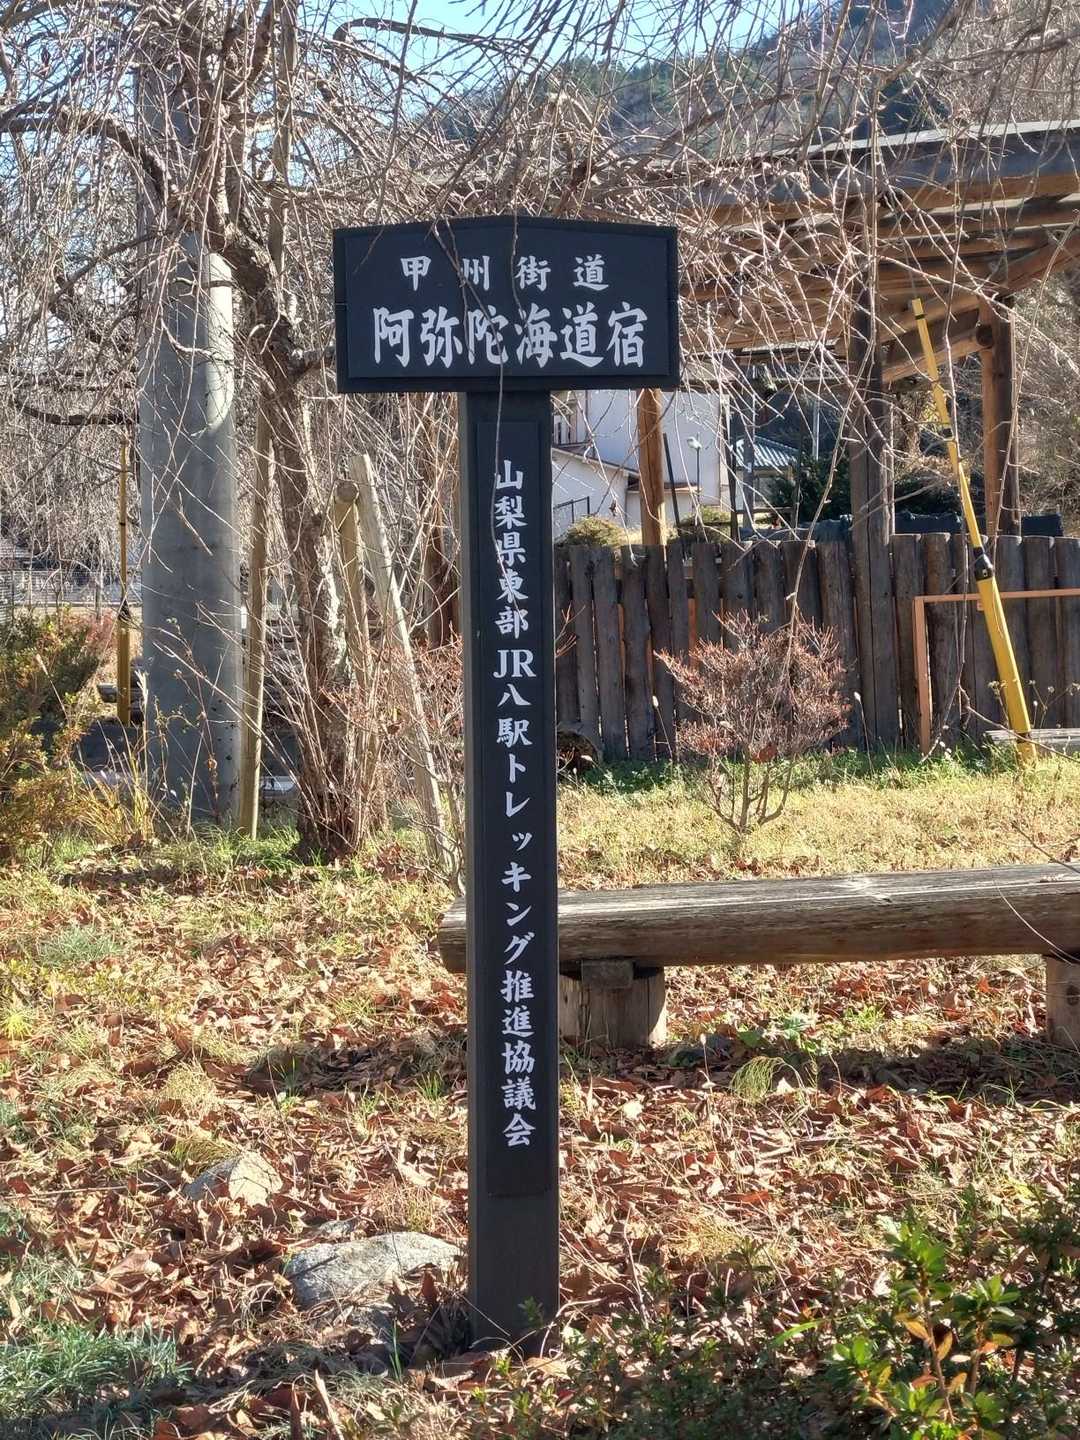 甲州街道
阿弥陀海道宿
山梨県東部JR八駅トレッキング推進協議会